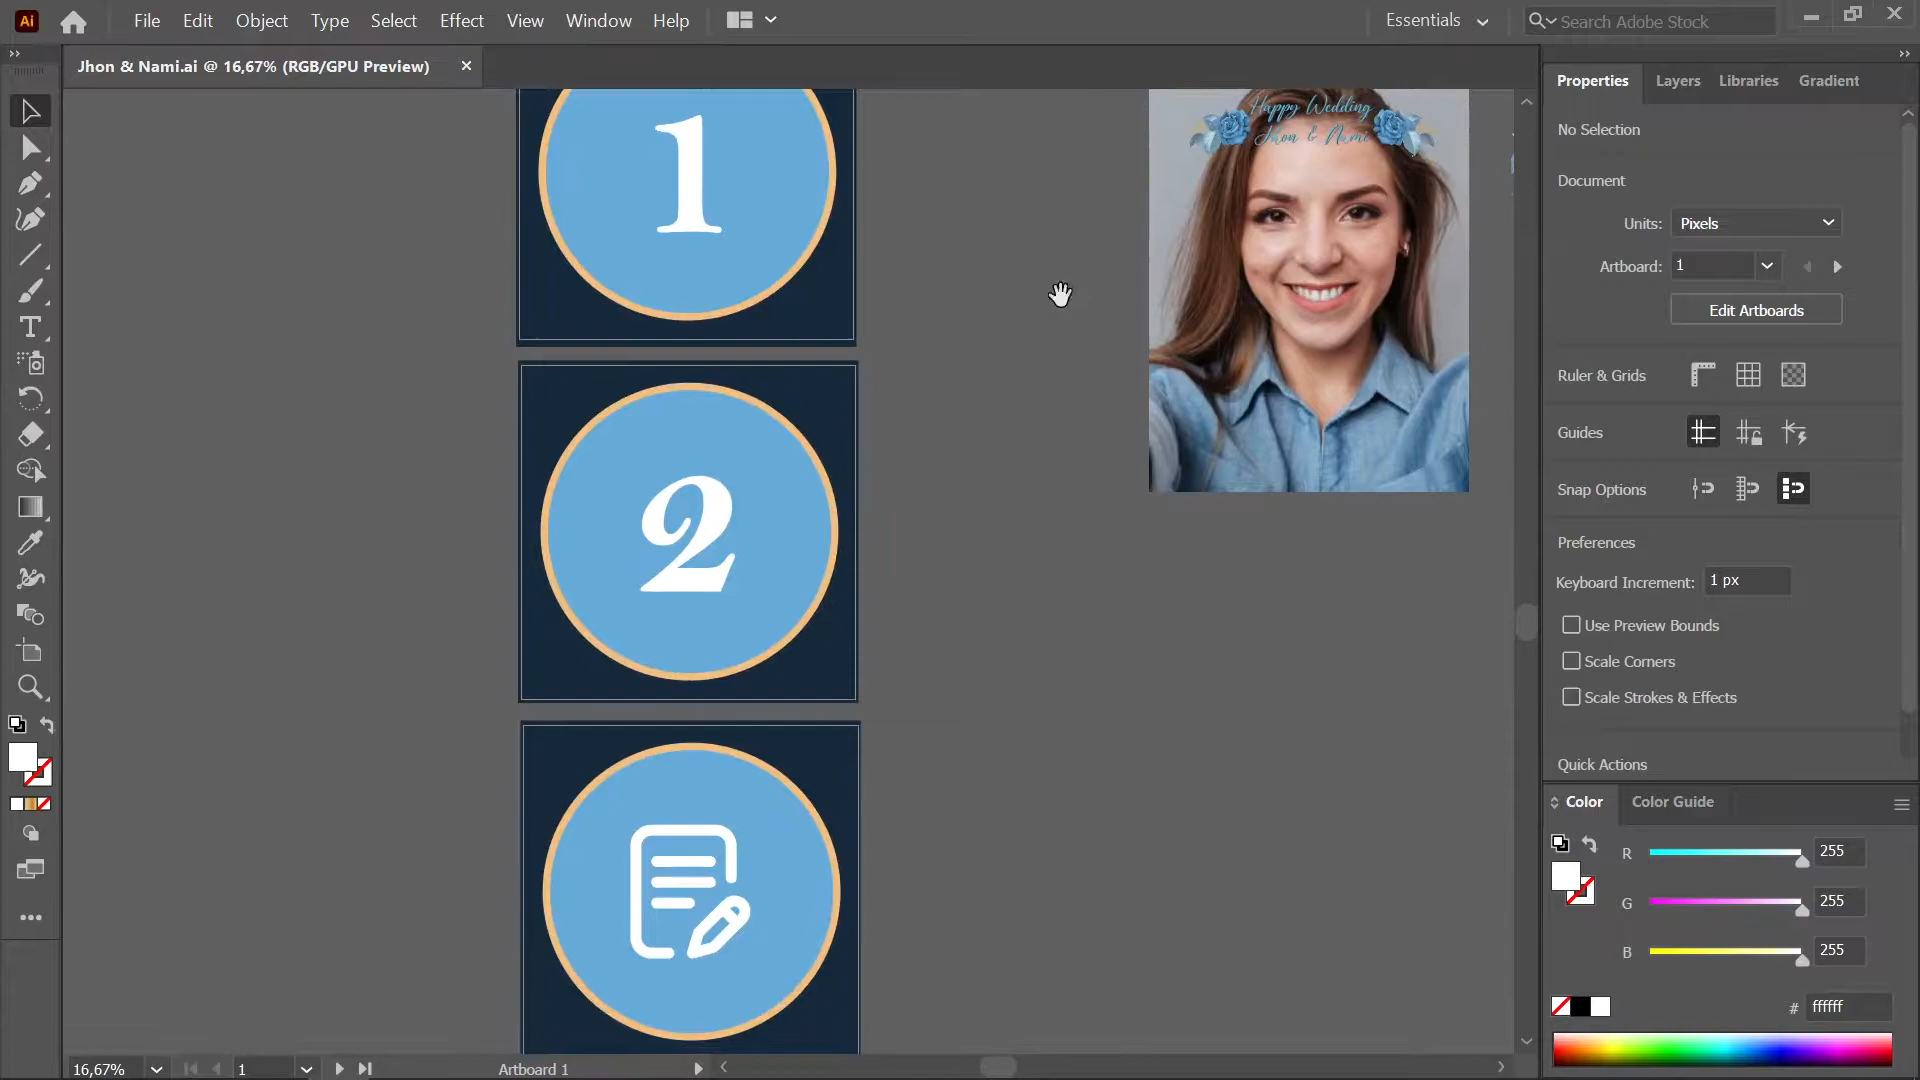 Ai File Edit Object Type Select Effect View Window Help Essentials Search Adobe Stock
Jhon & Nami.ai @ 16,67% (RGB/GPU Preview)
1
2
Happy Wedding
Jhon & Nami
Properties Layers Libraries Gradient
No Selection
Document
Units: Pixels
Artboard: 1
Edit Artboards
Ruler & Grids
Guides
Snap Options
Preferences
Keyboard Increment: 1 px
Use Preview Bounds
Scale Corners
Scale Strokes & Effects
Quick Actions
Color Color Guide
R 255
G 255
B 255
# ffffff
16,67% 1 Artboard 1